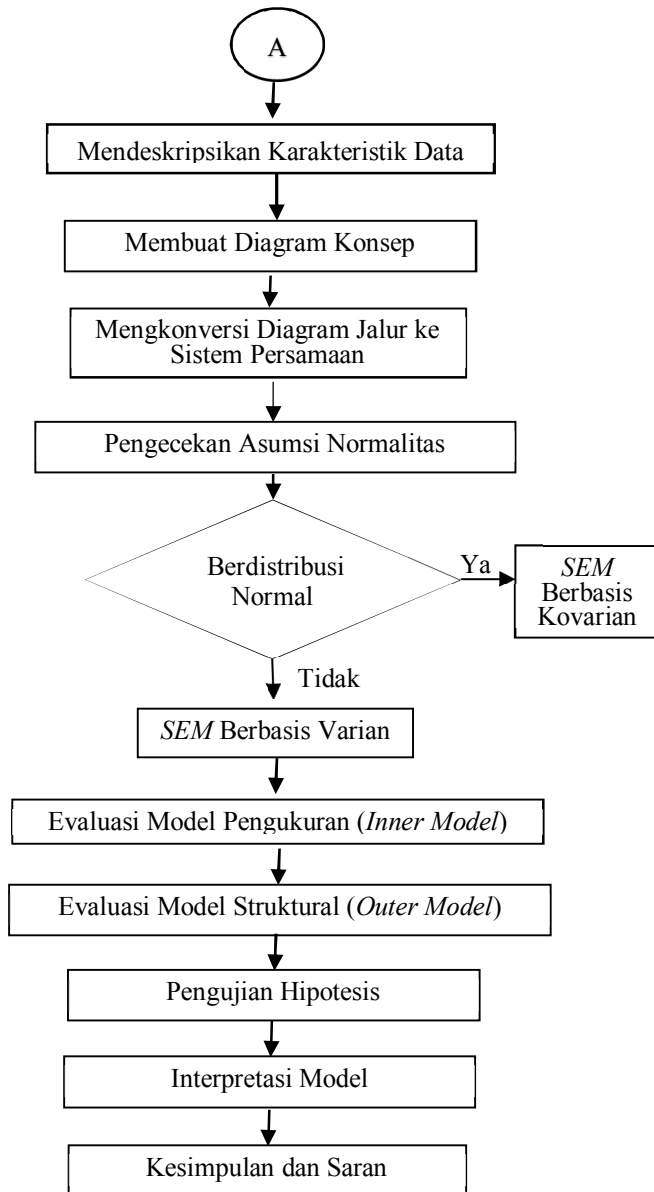 A
Mendeskripsikan Karakteristik Data
Membuat Diagram Konsep
Mengkonversi Diagram Jalur ke
Sistem Persamaan
Pengecekan Asumsi Normalitas
Berdistribusi
Normal
Ya
SEM
Berbasis
Kovarian
Tidak
SEM Berbasis Varian
Evaluasi Model Pengukuran (Inner Model)
Evaluasi Model Struktural (Outer Model)
Pengujian Hipotesis
Interpretasi Model
Kesimpulan dan Saran